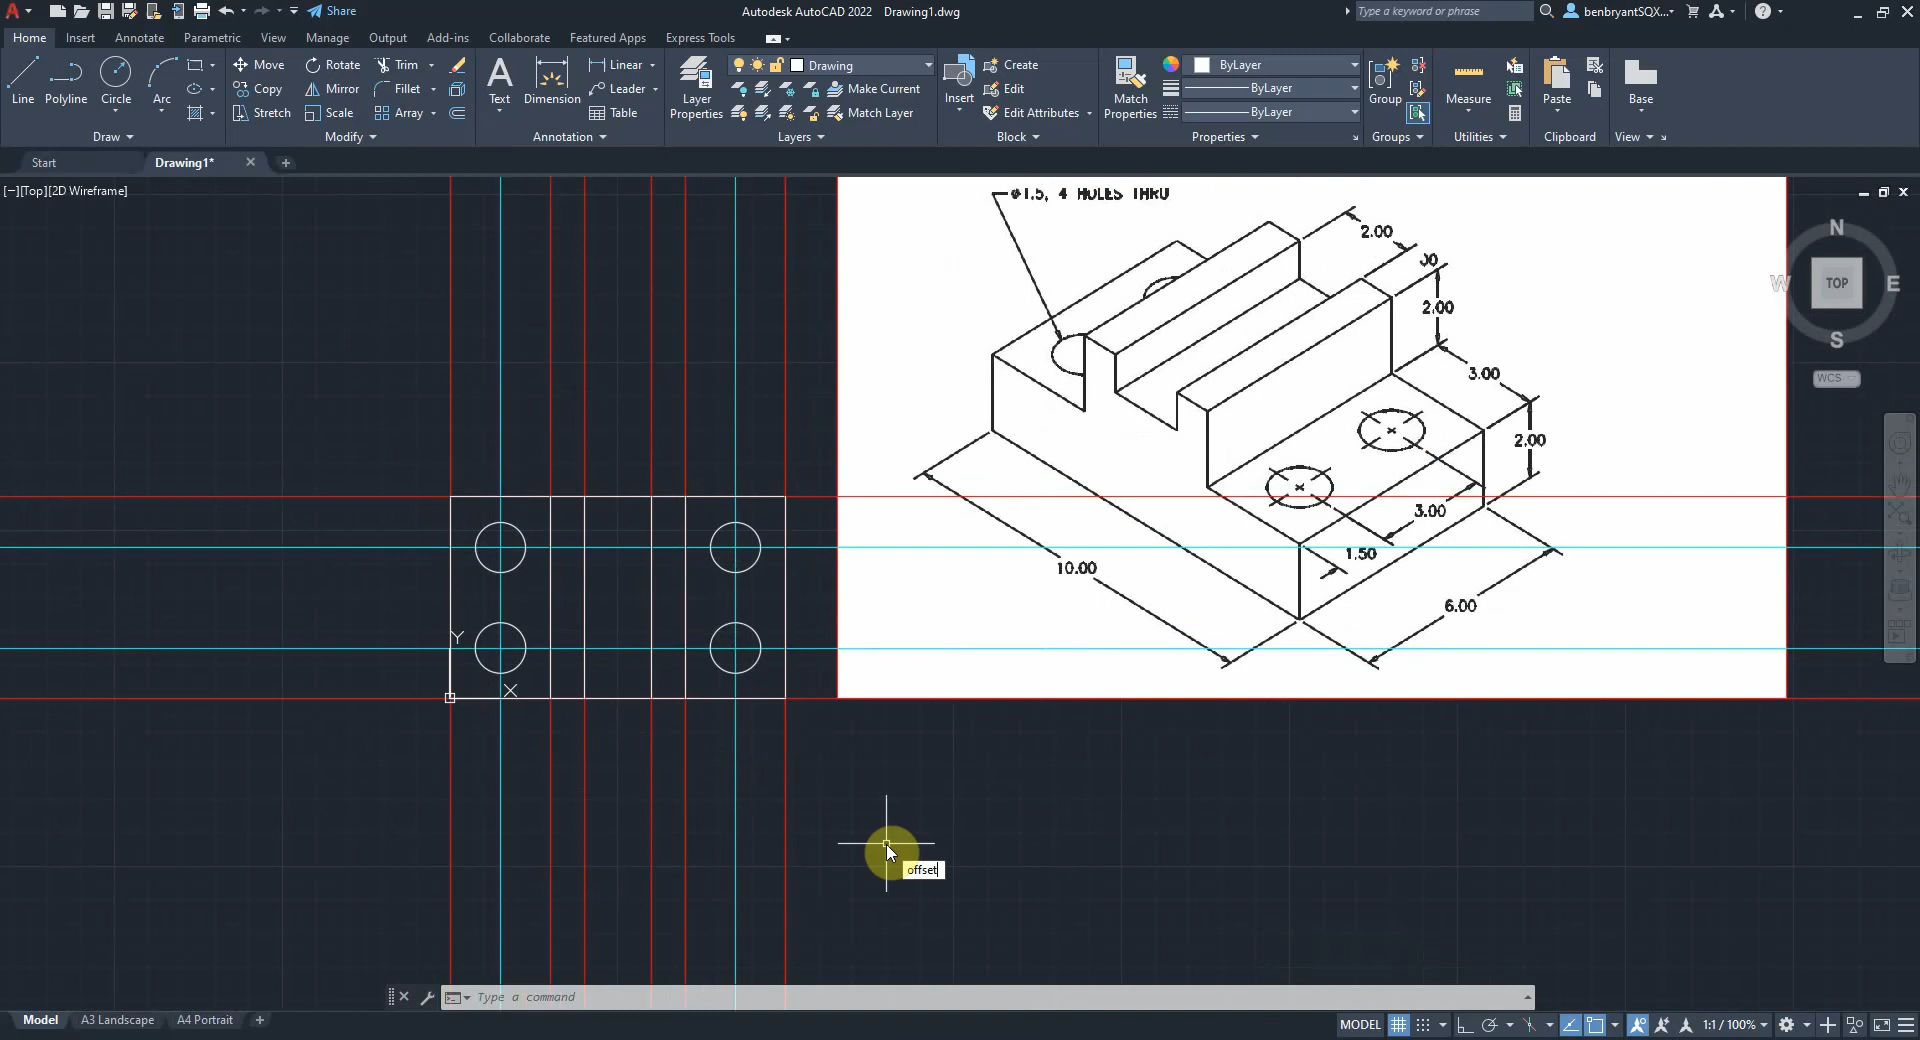 Share
Autodesk AutoCAD 2022 Drawing1.dwg
Type a keyword or phrase
benbryantSQX...
Home Insert Annotate Parametric View Manage Output Add-ins Collaborate Featured Apps Express Tools
Line Polyline Circle Arc
Draw
Move Rotate Trim
Copy Mirror Fillet
Stretch Scale Array
Modify
Text Dimension
Linear
Leader
Table
Annotation
Layer Properties
Drawing
Make Current
Match Layer
Layers
Insert
Create
Edit
Edit Attributes
Block
Match Properties
ByLayer
ByLayer
ByLayer
Properties
Group
Groups
Measure
Utilities
Paste
Clipboard
Base
View
Start Drawing1*
[−][Top][2D Wireframe]
⌀1.5, 4 HOLES THRU
2.00
2.00
3.00
2.00
3.00
1.50
10.00
6.00
N
W TOP E
S
WCS
Y
X
offset
Type a command
Model A3 Landscape A4 Portrait
MODEL 1:1 / 100%